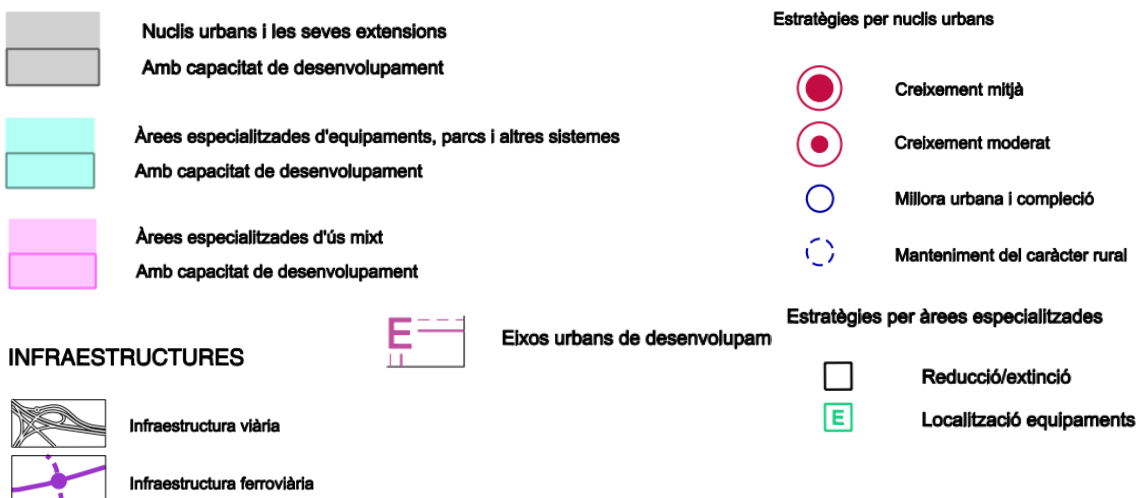 Nuclis urbans i les seves extensions
Amb capacitat de desenvolupament
Àrees especialitzades d'equipaments, parcs i altres sistemes
Amb capacitat de desenvolupament
Àrees especialitzades d'ús mixt
Amb capacitat de desenvolupament
E
Eixos urbans de desenvolupam
INFRAESTRUCTURES
Infraestructura viària
Infraestructura ferroviària
Estratègies per nuclis urbans
Creixement mitjà
Creixement moderat
Millora urbana i compleció
Manteniment del caràcter rural
Estratègies per àrees especialitzades
Reducció/extinció
E
Localització equipaments